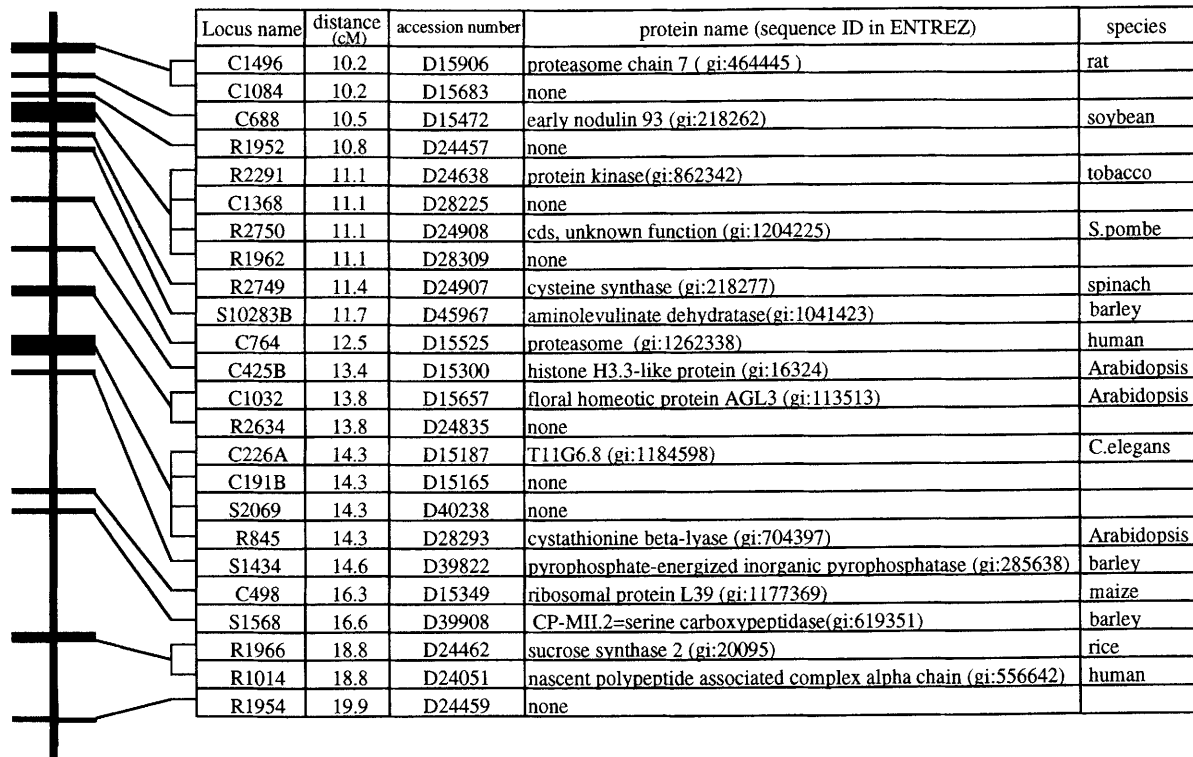 Locus name distance (cM) accession number protein name (sequence ID in ENTREZ) species
C1496 10.2 D15906 proteasome chain 7 ( gi:464445 ) rat
C1084 10.2 D15683 none
C688 10.5 D15472 early nodulin 93 (gi:218262) soybean
R1952 10.8 D24457 none
R2291 11.1 D24638 protein kinase(gi:862342) tobacco
C1368 11.1 D28225 none
R2750 11.1 D24908 cds, unknown function (gi:1204225) S.pombe
R1962 11.1 D28309 none
R2749 11.4 D24907 cysteine synthase (gi:218277) spinach
S10283B 11.7 D45967 aminolevulinate dehydratase(gi:1041423) barley
C764 12.5 D15525 proteasome (gi:1262338) human
C425B 13.4 D15300 histone H3.3-like protein (gi:16324) Arabidopsis
C1032 13.8 D15657 floral homeotic protein AGL3 (gi:113513) Arabidopsis
R2634 13.8 D24835 none
C226A 14.3 D15187 T11G6.8 (gi:1184598) C.elegans
C191B 14.3 D15165 none
S2069 14.3 D40238 none
R845 14.3 D28293 cystathionine beta-lyase (gi:704397) Arabidopsis
S1434 14.6 D39822 pyrophosphate-energized inorganic pyrophosphatase (gi:285638) barley
C498 16.3 D15349 ribosomal protein L39 (gi:1177369) maize
S1568 16.6 D39908 CP-MII.2=serine carboxypeptidase(gi:619351) barley
R1966 18.8 D24462 sucrose synthase 2 (gi:20095) rice
R1014 18.8 D24051 nascent polypeptide associated complex alpha chain (gi:556642) human
R1954 19.9 D24459 none